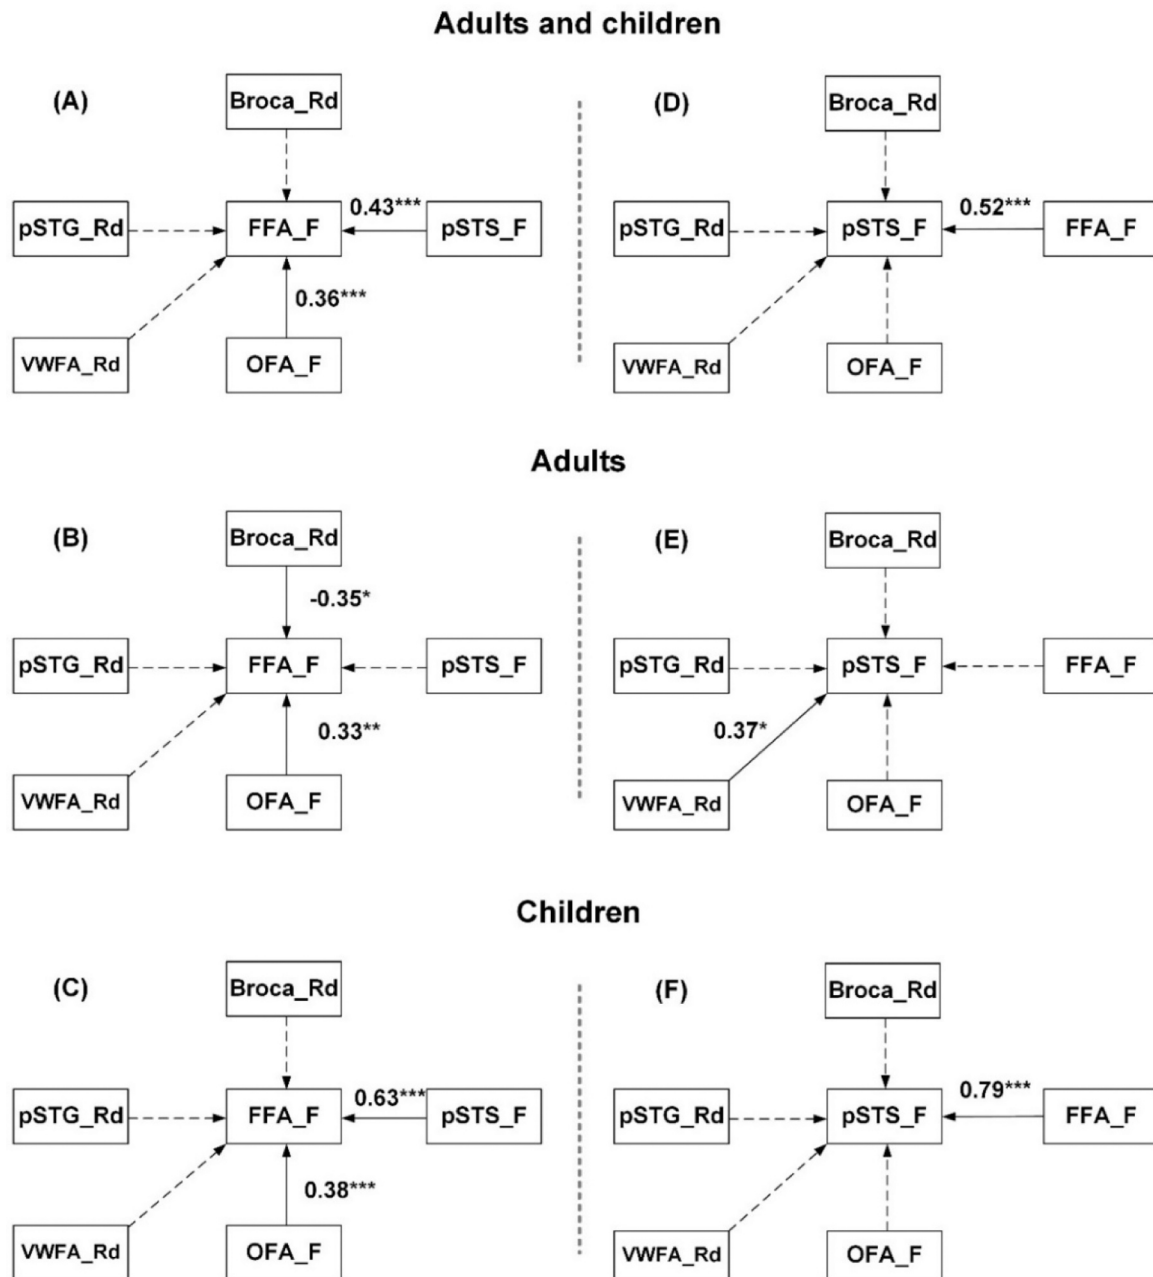 Adults and children
(A)
Broca_Rd
pSTG_Rd
FFA_F
0.43***
pSTS_F
0.36***
VWFA_Rd
OFA_F
(D)
Broca_Rd
pSTG_Rd
pSTS_F
0.52***
FFA_F
VWFA_Rd
OFA_F
Adults
(B)
Broca_Rd
-0.35*
pSTG_Rd
FFA_F
pSTS_F
0.33**
VWFA_Rd
OFA_F
(E)
Broca_Rd
pSTG_Rd
pSTS_F
FFA_F
0.37*
VWFA_Rd
OFA_F
Children
(C)
Broca_Rd
pSTG_Rd
FFA_F
0.63***
pSTS_F
0.38***
VWFA_Rd
OFA_F
(F)
Broca_Rd
pSTG_Rd
pSTS_F
0.79***
FFA_F
VWFA_Rd
OFA_F